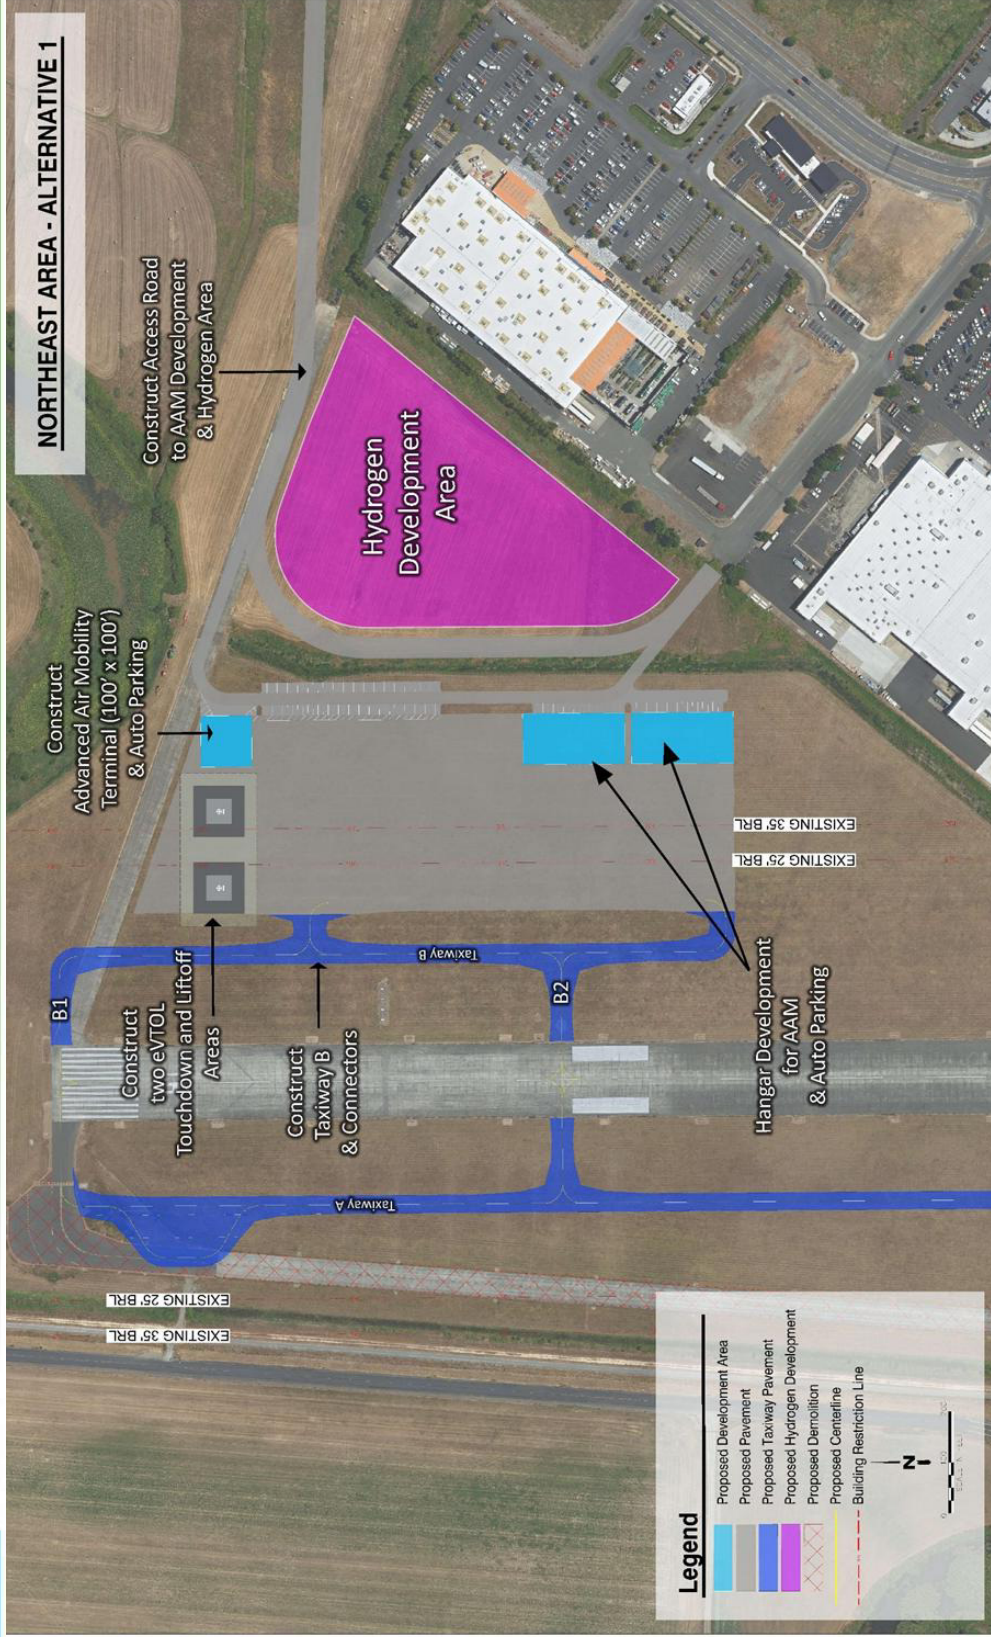 NORTHEAST AREA - ALTERNATIVE 1
Construct Access Road
to AAM Development
& Hydrogen Area
Construct
Advanced Air Mobility
Terminal (100' x 100')
& Auto Parking
Hydrogen
Development
Area
EXISTING 35' BRL
EXISTING 25' BRL
B1
Taxiway B
B2
Construct
two eVTOL
Touchdown and Liftoff
Areas
Construct
Taxiway B
& Connectors
Hangar Development
for AAM
& Auto Parking
Taxiway A
EXISTING 25' BRL
EXISTING 35' BRL
Legend
Proposed Development Area
Proposed Pavement
Proposed Taxiway Pavement
Proposed Hydrogen Development
Proposed Demolition
Proposed Centerline
Building Restriction Line
N